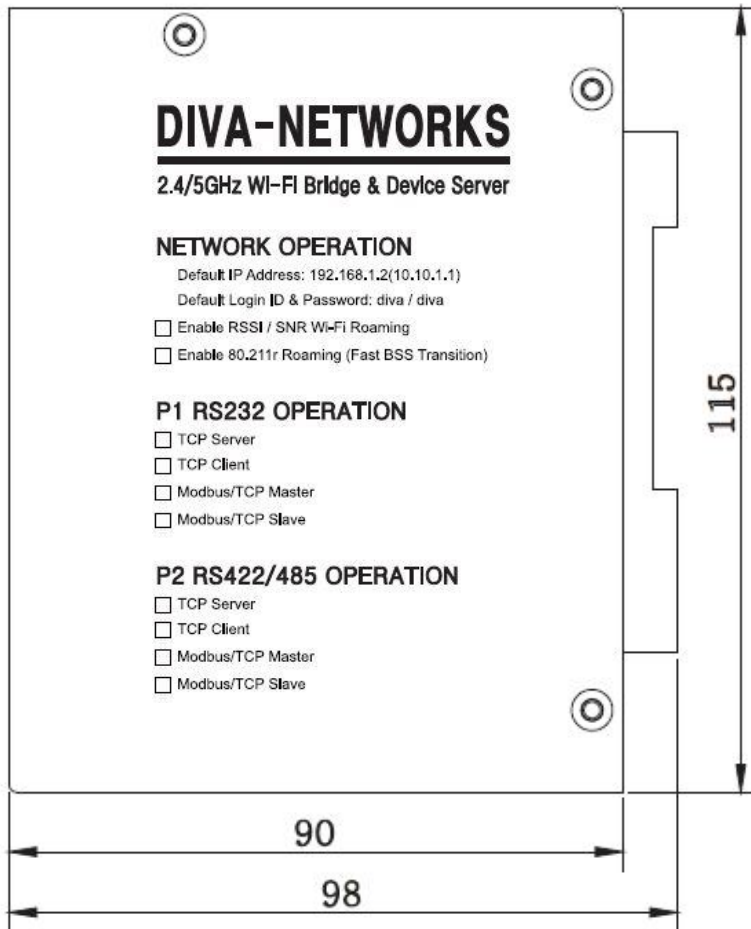 DIVA-NETWORKS
2.4/5GHz Wi-Fi Bridge & Device Server
NETWORK OPERATION
Default IP Address: 192.168.1.2(10.10.1.1)
Default Login ID & Password: diva / diva
Enable RSSI / SNR Wi-Fi Roaming
Enable 80.211r Roaming (Fast BSS Transition)
P1 RS232 OPERATION
TCP Server
TCP Client
Modbus/TCP Master
Modbus/TCP Slave
P2 RS422/485 OPERATION
TCP Server
TCP Client
Modbus/TCP Master
Modbus/TCP Slave
115
90
98